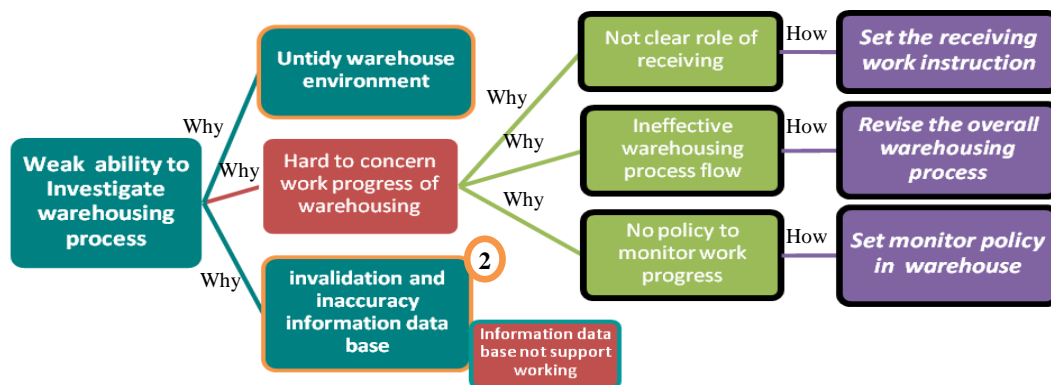 Weak ability to
Investigate
warehousing
process
Why
Untidy warehouse
environment
Why
Hard to concern
work progress of
warehousing
Why
invalidation and
inaccuracy
information data
base
2
Information data
base not support
working
Why
Not clear role of
receiving
How
Set the receiving
work instruction
Why
Ineffective
warehousing
process flow
How
Revise the overall
warehousing
process
Why
No policy to
monitor work
progress
How
Set monitor policy
in warehouse